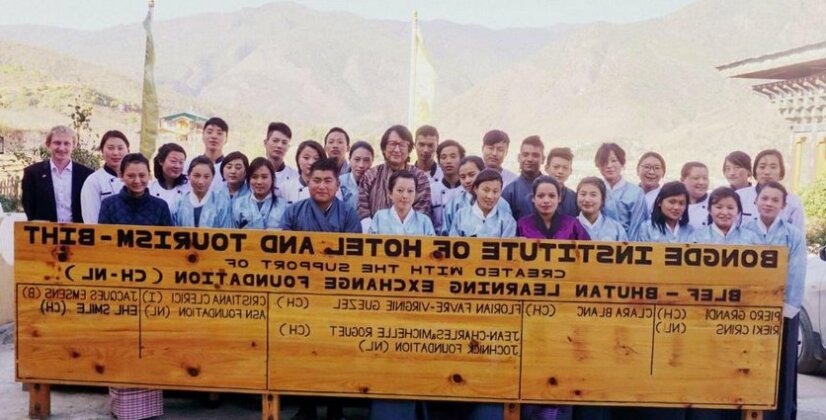 BONGDE INSTITUTE OF HOTEL AND TOURISM-BIHT
CREATED WITH THE SUPPORT OF
BLEF - BHUTAN LEARNING EXCHANGE FOUNDATION (CH-NL)
PIERO GRANDI (CH)
RIEKI CRINS (NL)
CLARA BLANC (CH)
FLORIAN FAVRE-VIRGINIE GUEZEL (CH)
JEAN-CHARLES&MICHELLE ROGUET (CH)
JOCHNICK FOUNDATION (NL)
CRISTIANA CLERICI (I)
ASN FOUNDATION (NL)
JACQUES EMSENS (B)
EHL SMILE (CH)